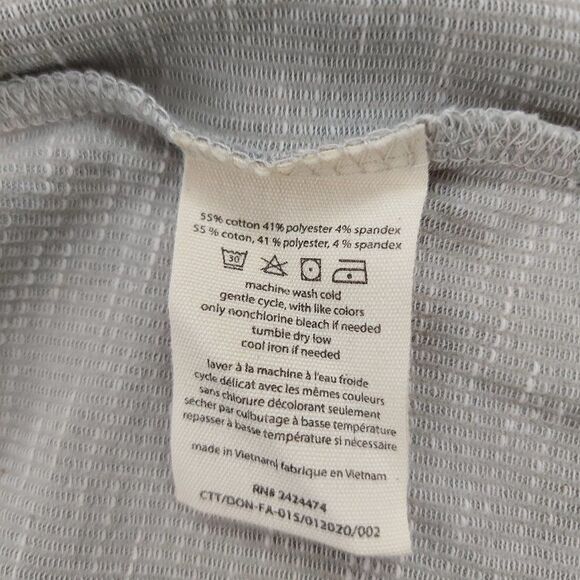 55% cotton 41% polyester 4% spandex
55 % coton, 41 % polyester, 4 % spandex
30
machine wash cold
gentle cycle, with like colors
only nonchlorine bleach if needed
tumble dry low
cool iron if needed
laver à la machine à l'eau froide
cycle délicat avec les mêmes couleurs
sans chlorure décolorant seulement
sécher par culbutage à basse température
repasser à basse température si nécessaire
made in Vietnam| fabrique en Vietnam
RN# 2424474
CTT/DON-FA-015/012020/002